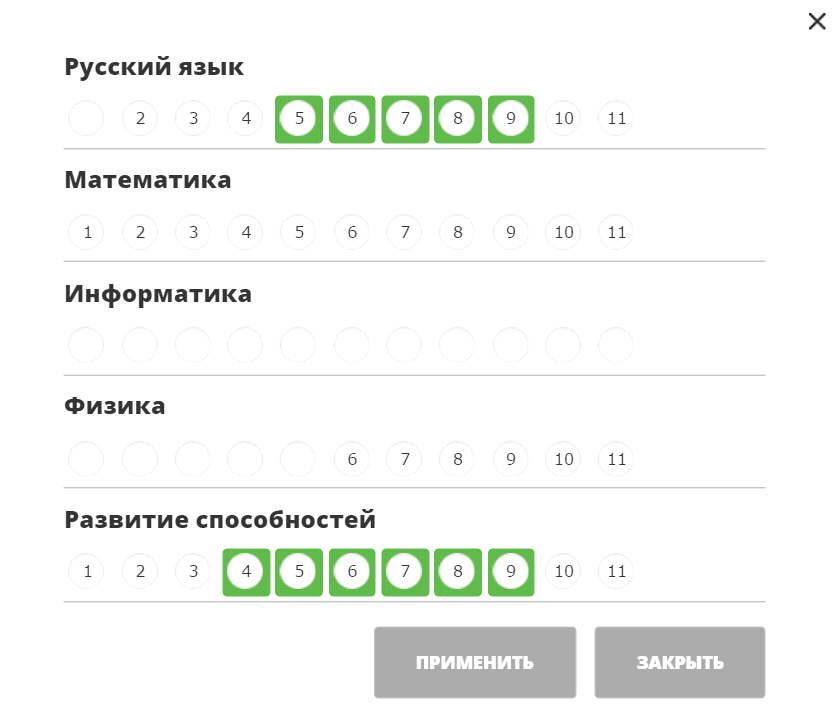 Русский язык
2 3 4 5 6 7 8 9 10 11
Математика
1 2 3 4 5 6 7 8 9 10 11
Информатика
Физика
6 7 8 9 10 11
Развитие способностей
1 2 3 4 5 6 7 8 9 10 11
ПРИМЕНИТЬ ЗАКРЫТЬ